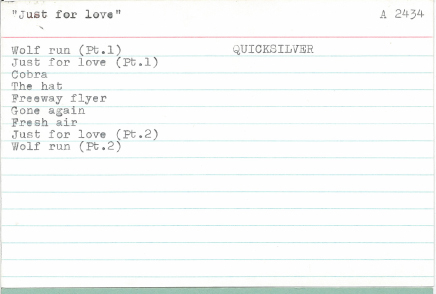 "Just for love" A 2434
Wolf run (Pt.1) QUICKSILVER
Just for love (Pt.1)
Cobra
The hat
Freeway flyer
Gone again
Fresh air
Just for love (Pt.2)
Wolf run (Pt.2)